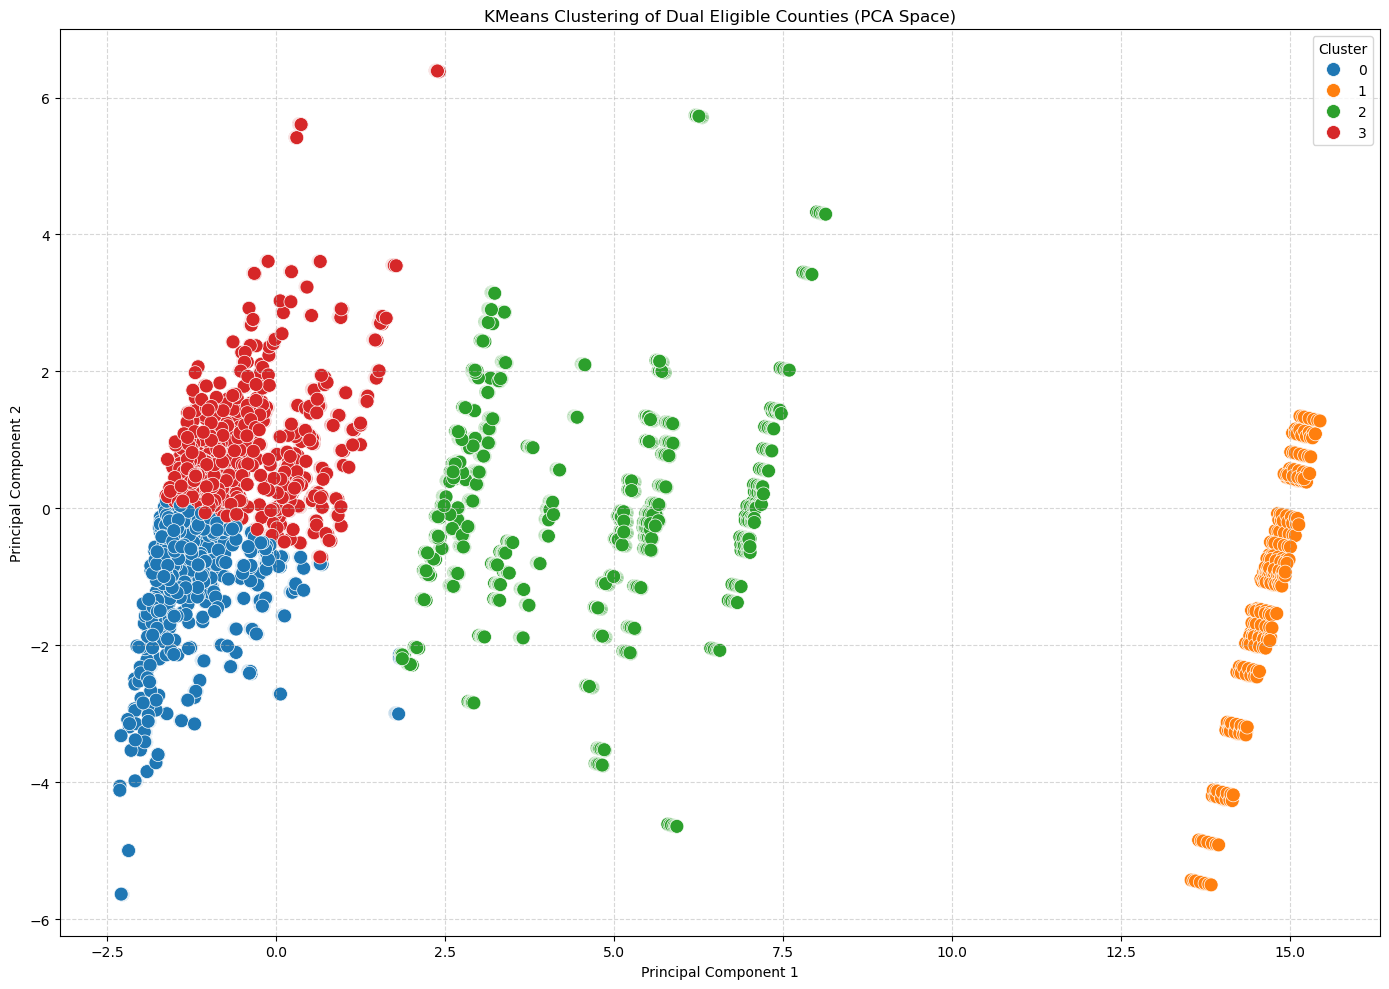 KMeans Clustering of Dual Eligible Counties (PCA Space)
Cluster
0
1
2
3
6
4
2
0
−2
−4
−6
Principal Component 2
−2.5 0.0 2.5 5.0 7.5 10.0 12.5 15.0
Principal Component 1